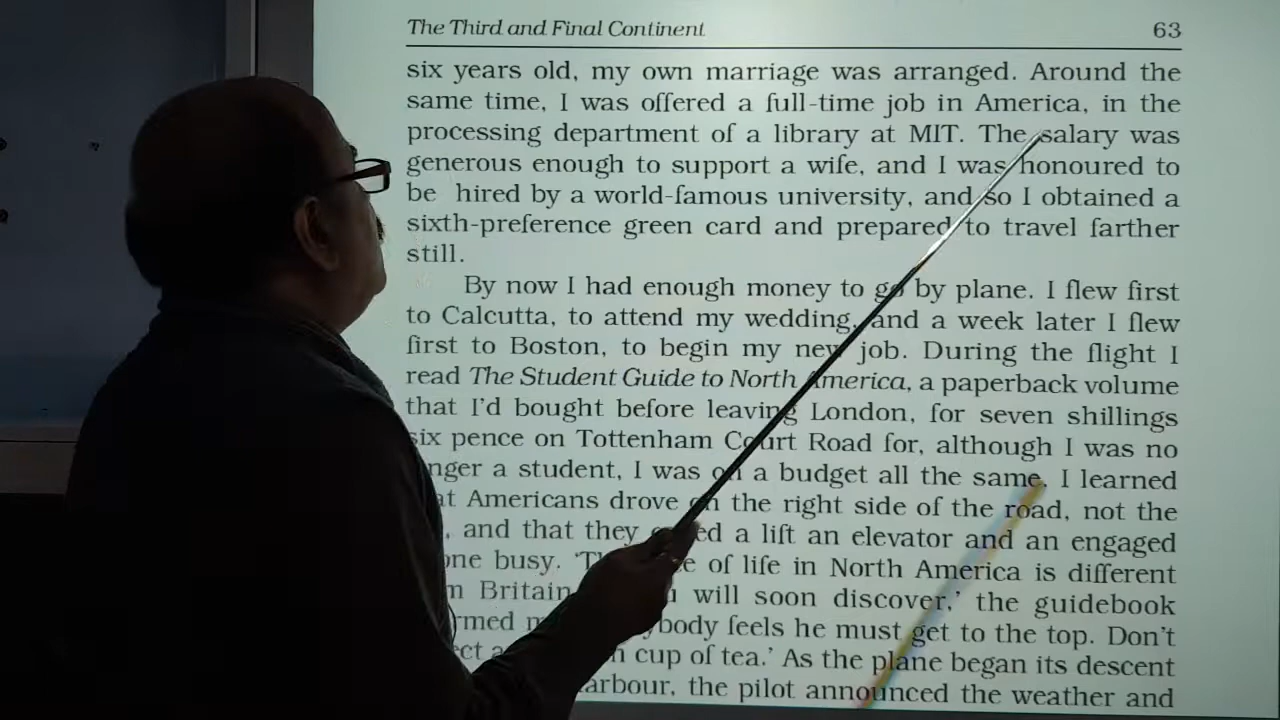 The Third and Final Continent 63
six years old, my own marriage was arranged. Around the
same time, I was offered a full-time job in America, in the
processing department of a library at MIT. The salary was
generous enough to support a wife, and I was honoured to
be hired by a world-famous university, and so I obtained a
sixth-preference green card and prepared to travel farther
still.
By now I had enough money to go by plane. I flew first
to Calcutta, to attend my wedding, and a week later I flew
first to Boston, to begin my new job. During the flight I
read The Student Guide to North America, a paperback volume
that I'd bought before leaving London, for seven shillings
six pence on Tottenham Court Road for, although I was no
nger a student, I was on a budget all the same. I learned
at Americans drove on the right side of the road, not the
, and that they ed a lift an elevator and an engaged
one busy. 'Th e of life in North America is different
m Britain will soon discover,' the guidebook
rmed m ybody feels he must get to the top. Don't
ect a n cup of tea.' As the plane began its descent
arbour, the pilot announced the weather and